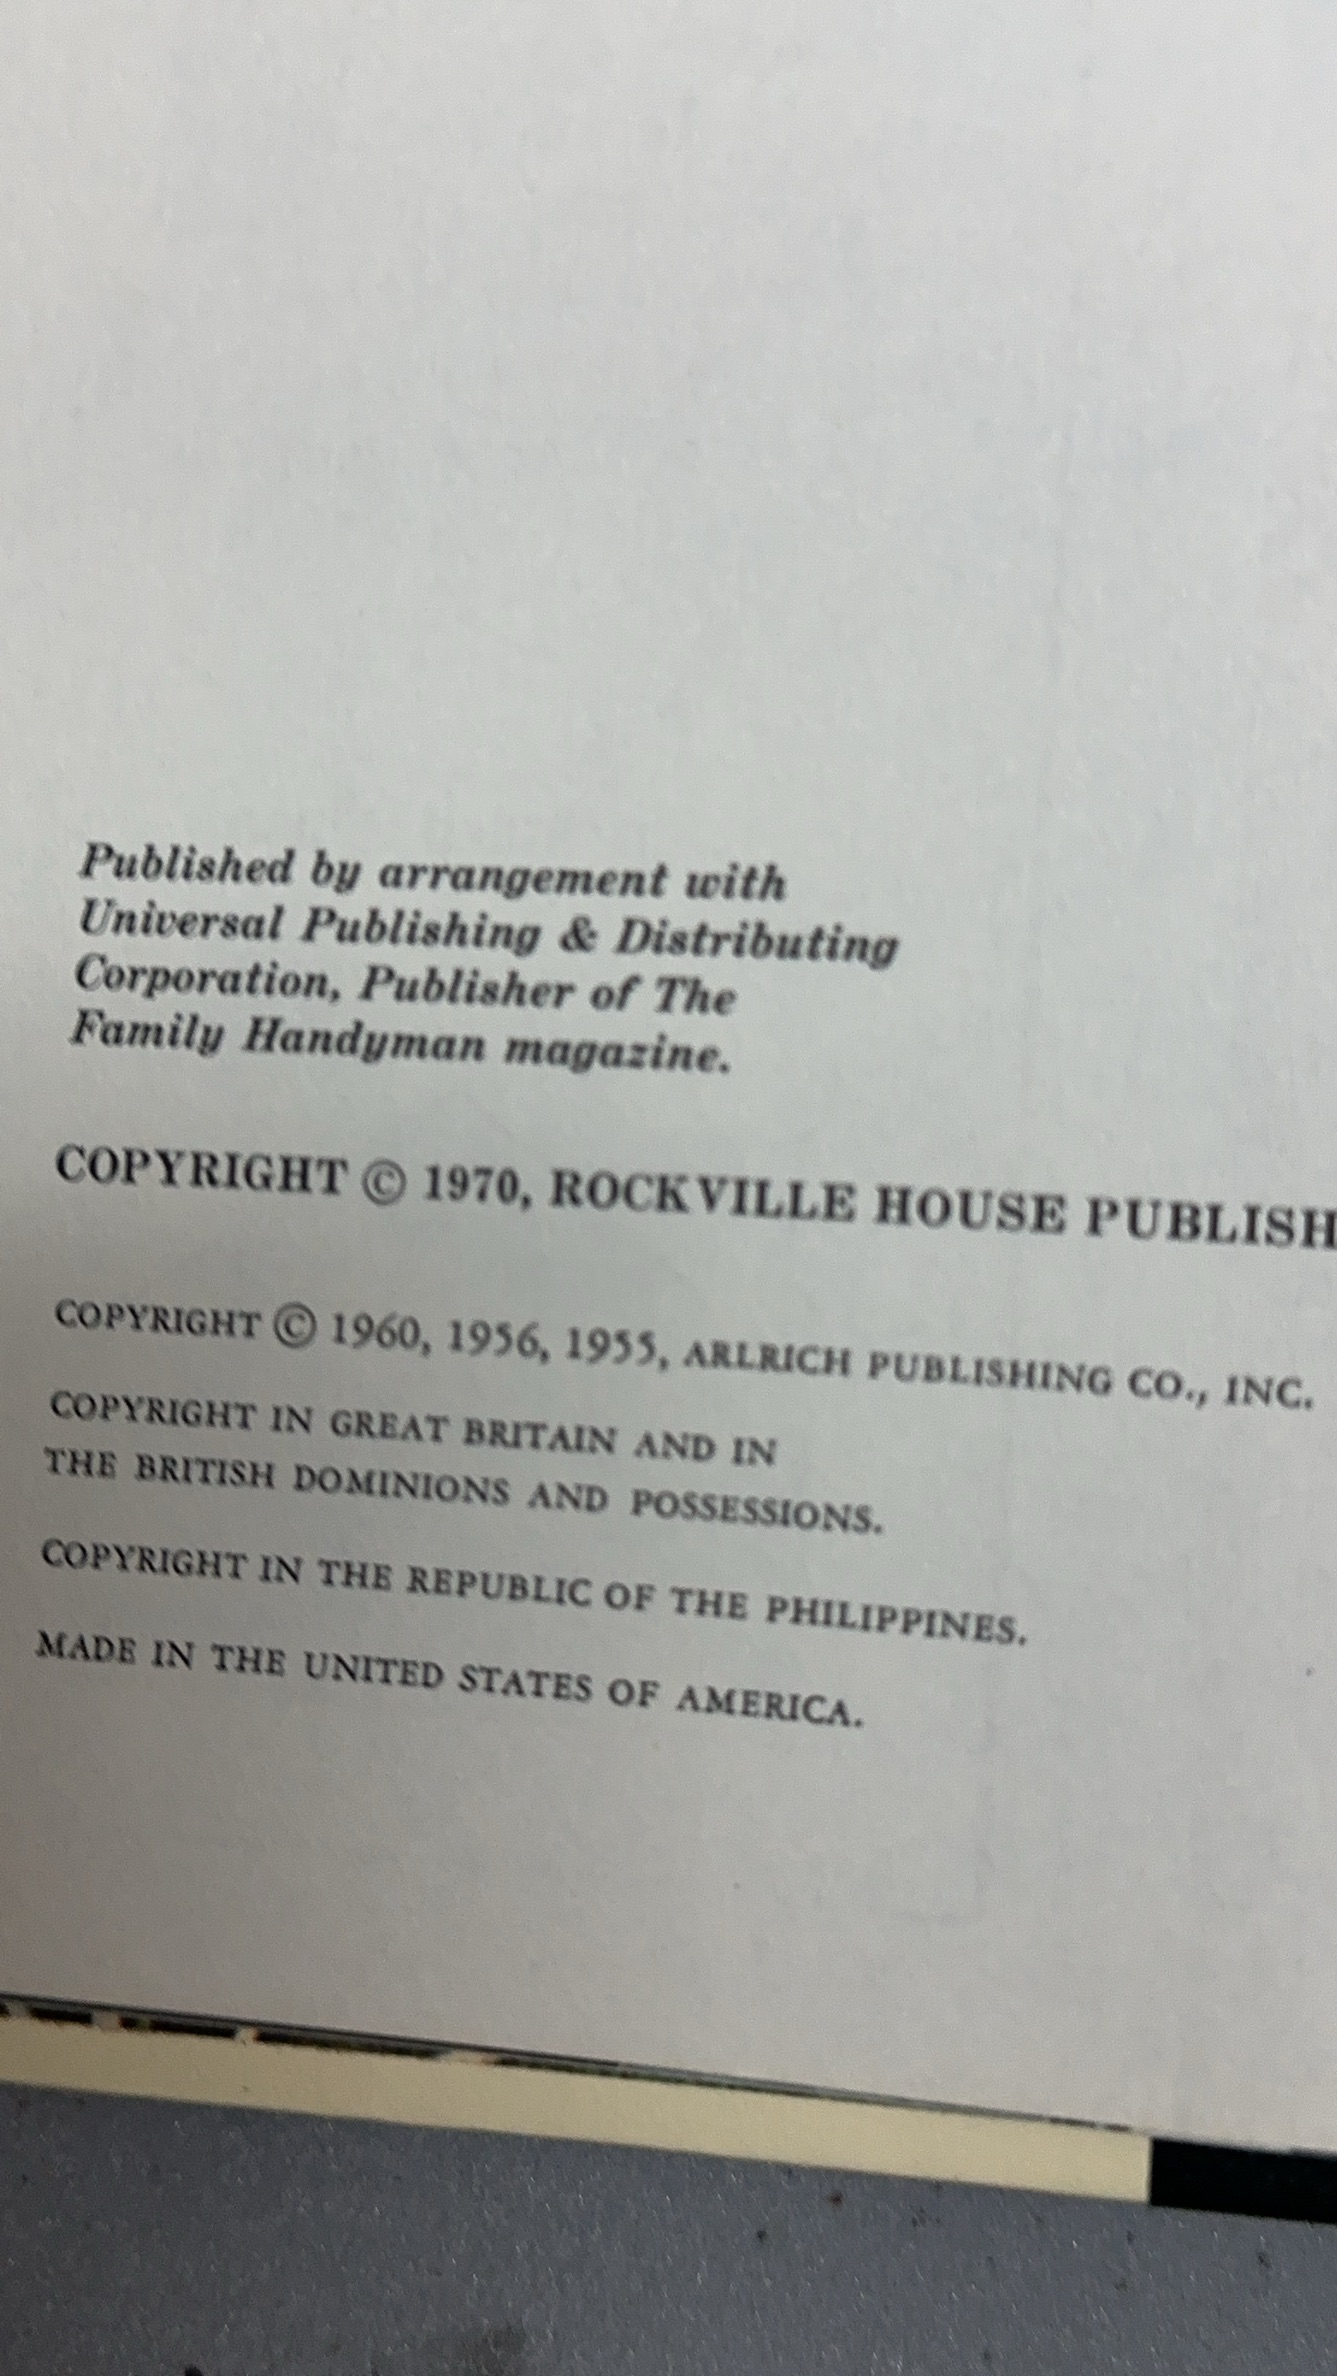 Published by arrangement with
Universal Publishing & Distributing
Corporation, Publisher of The
Family Handyman magazine.
COPYRIGHT © 1970, ROCKVILLE HOUSE PUBLISH
COPYRIGHT © 1960, 1956, 1955, ARLRICH PUBLISHING CO., INC.
COPYRIGHT IN GREAT BRITAIN AND IN
THE BRITISH DOMINIONS AND POSSESSIONS.
COPYRIGHT IN THE REPUBLIC OF THE PHILIPPINES.
MADE IN THE UNITED STATES OF AMERICA.